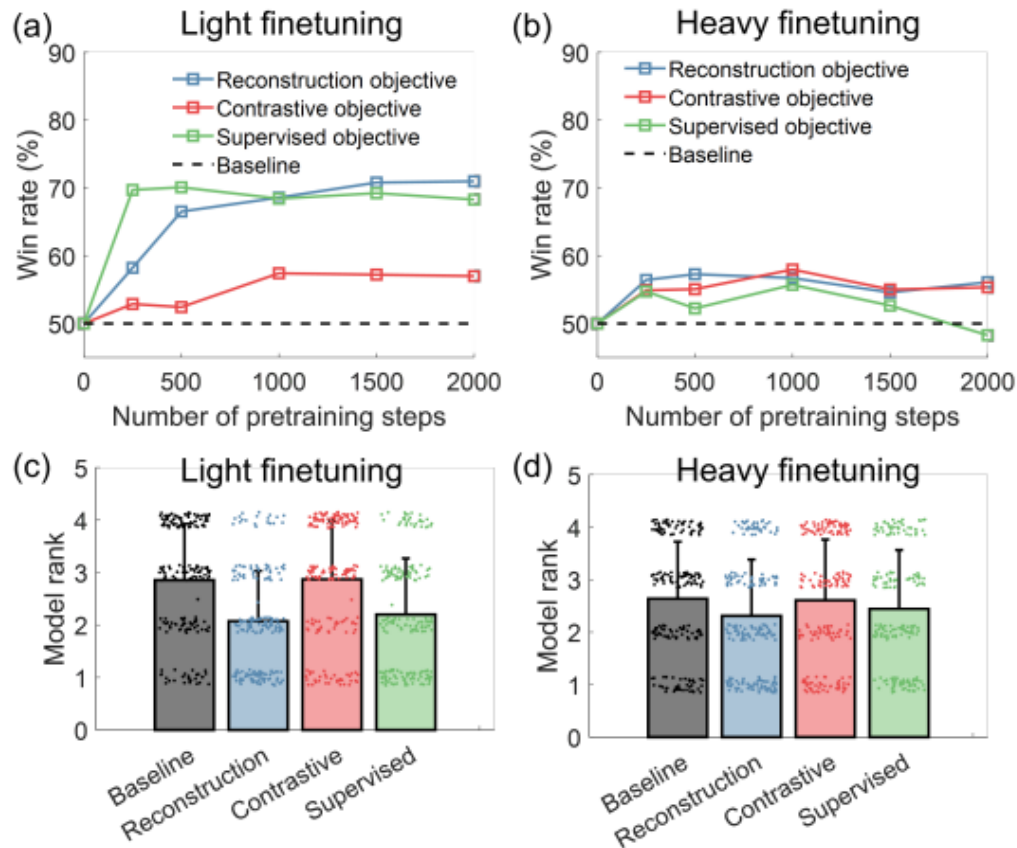 (a) Light finetuning
90
80
70
60
50
Win rate (%)
Reconstruction objective
Contrastive objective
Supervised objective
Baseline
0 500 1000 1500 2000
Number of pretraining steps
(b) Heavy finetuning
90
80
70
60
50
Win rate (%)
Reconstruction objective
Contrastive objective
Supervised objective
Baseline
0 500 1000 1500 2000
Number of pretraining steps
(c) Light finetuning
5
4
3
2
1
0
Model rank
Baseline
Reconstruction
Contrastive
Supervised
(d) Heavy finetuning
5
4
3
2
1
0
Model rank
Baseline
Reconstruction
Contrastive
Supervised